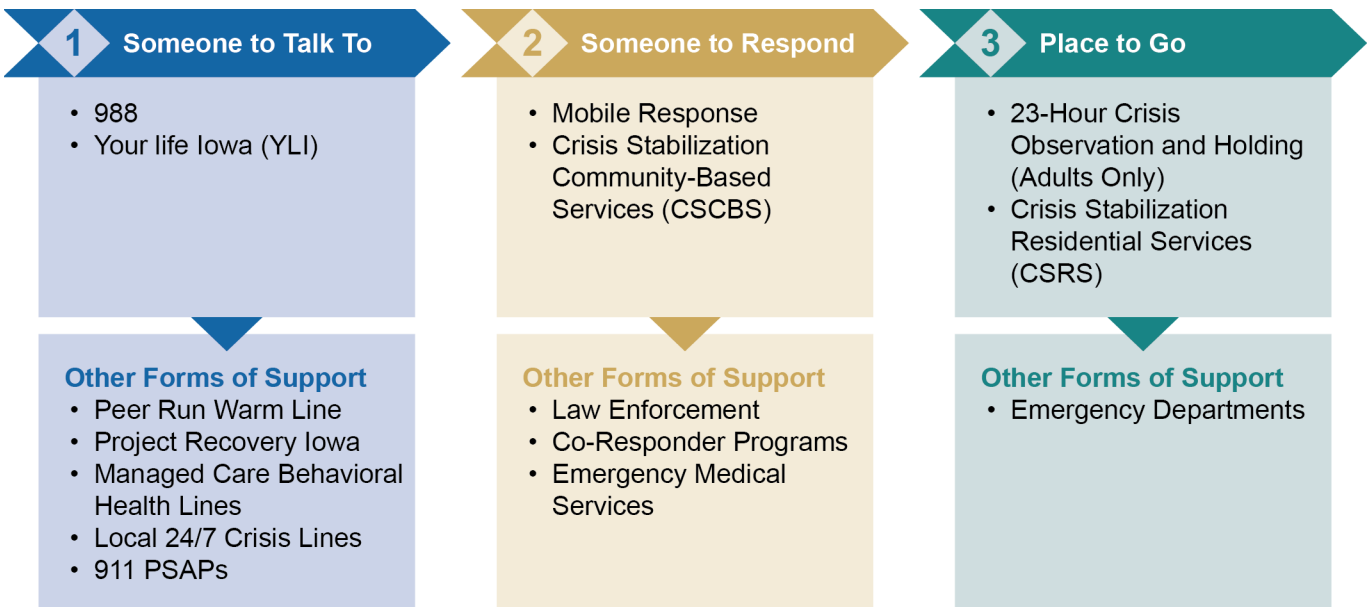 1 Someone to Talk To
• 988
• Your life Iowa (YLI)
Other Forms of Support
• Peer Run Warm Line
• Project Recovery Iowa
• Managed Care Behavioral
Health Lines
• Local 24/7 Crisis Lines
• 911 PSAPs
2 Someone to Respond
• Mobile Response
• Crisis Stabilization
Community-Based
Services (CSCBS)
Other Forms of Support
• Law Enforcement
• Co-Responder Programs
• Emergency Medical
Services
3 Place to Go
• 23-Hour Crisis
Observation and Holding
(Adults Only)
• Crisis Stabilization
Residential Services
(CSRS)
Other Forms of Support
• Emergency Departments